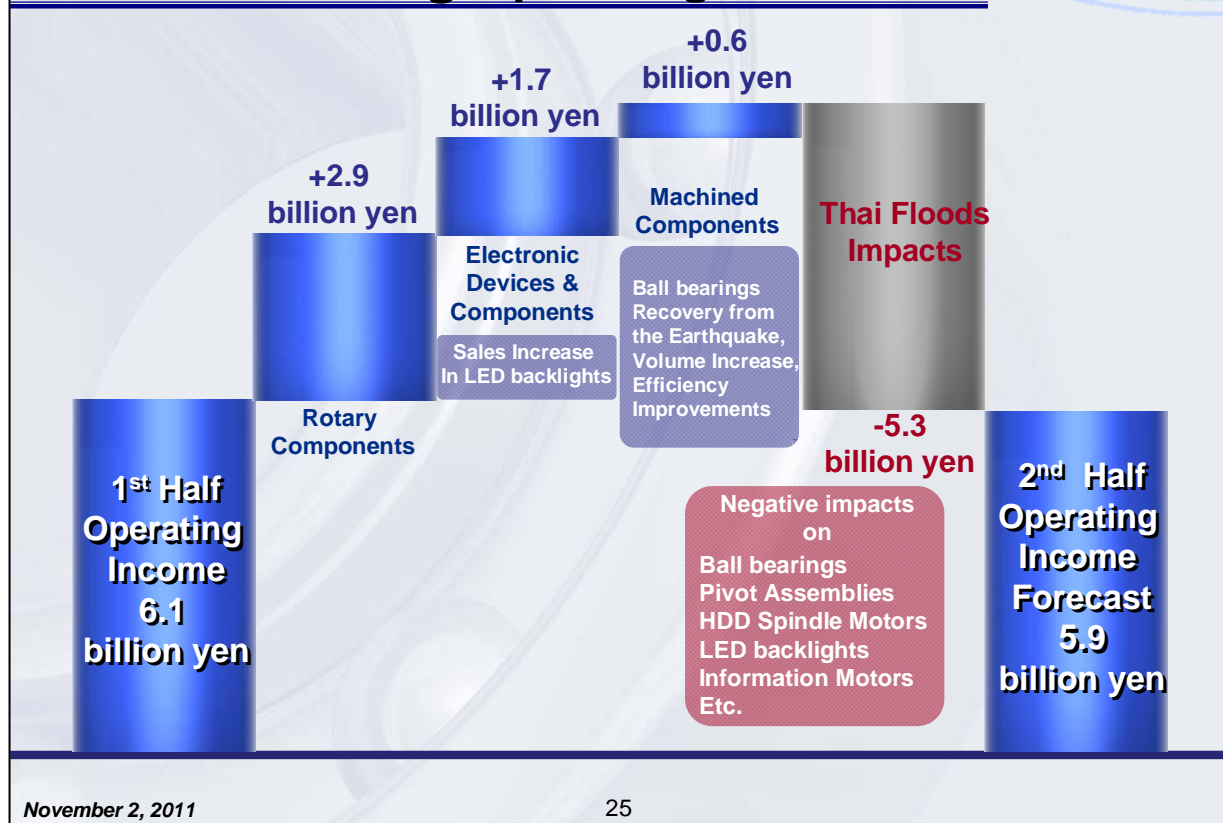 +0.6
billion yen
+1.7
billion yen
+2.9
billion yen
Machined
Components
Thai Floods
Impacts
Electronic
Devices &
Components
Ball bearings
Recovery from
the Earthquake,
Volume Increase,
Efficiency
Improvements
Sales Increase
In LED backlights
Rotary
Components
-5.3
billion yen
1st Half
Operating
Income
6.1
billion yen
Negative impacts
on
Ball bearings
Pivot Assemblies
HDD Spindle Motors
LED backlights
Information Motors
Etc.
2nd Half
Operating
Income
Forecast
5.9
billion yen
November 2, 2011
25